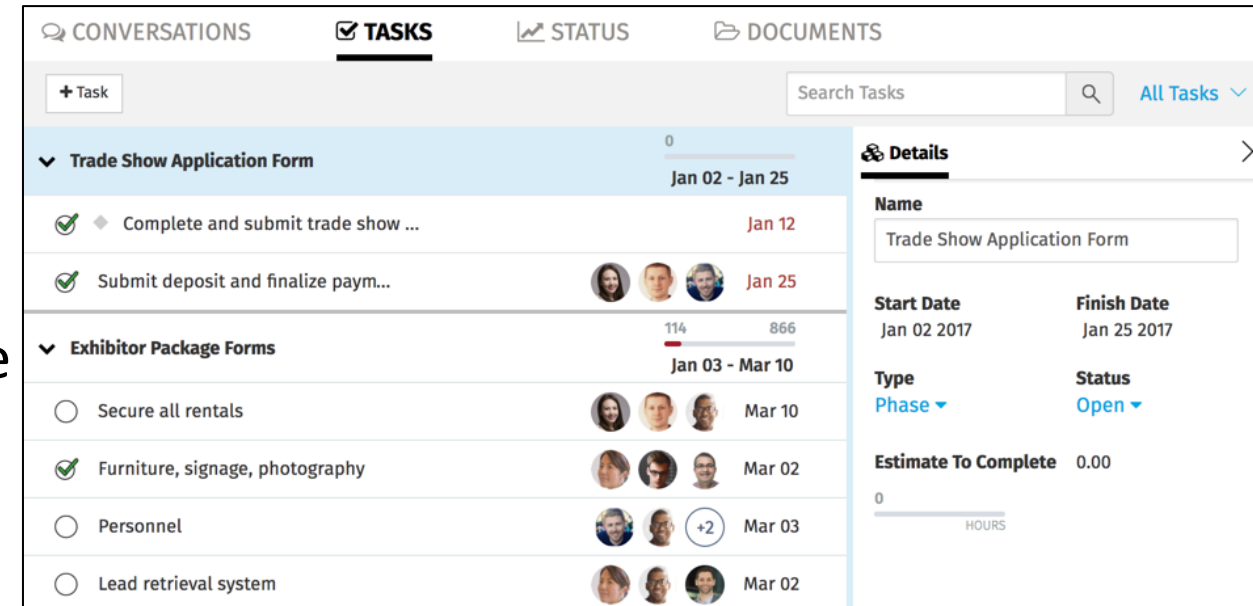 CONVERSATIONS TASKS STATUS DOCUMENTS
+ Task Search Tasks All Tasks
Trade Show Application Form 0
Jan 02 - Jan 25
Complete and submit trade show ... Jan 12
Submit deposit and finalize paym... Jan 25
Exhibitor Package Forms 114 866
Jan 03 - Mar 10
Secure all rentals Mar 10
Furniture, signage, photography Mar 02
Personnel +2 Mar 03
Lead retrieval system Mar 02
Details
Name
Trade Show Application Form
Start Date Finish Date
Jan 02 2017 Jan 25 2017
Type Status
Phase Open
Estimate To Complete 0.00
0
HOURS
e